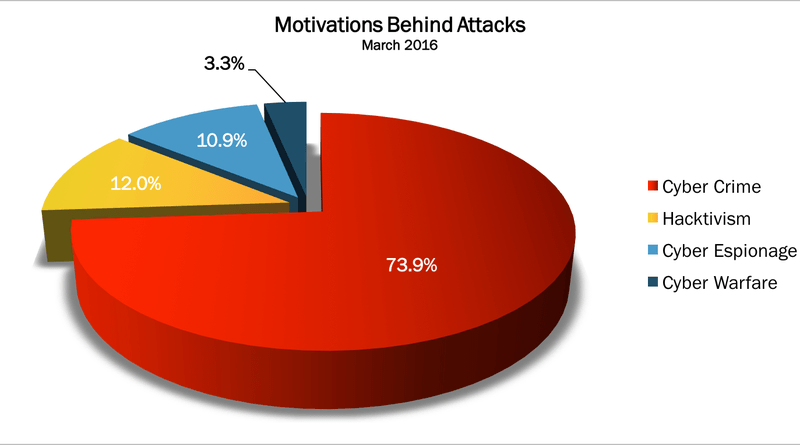 Motivations Behind Attacks
March 2016
3.3%
10.9%
12.0%
73.9%
Cyber Crime
Hacktivism
Cyber Espionage
Cyber Warfare